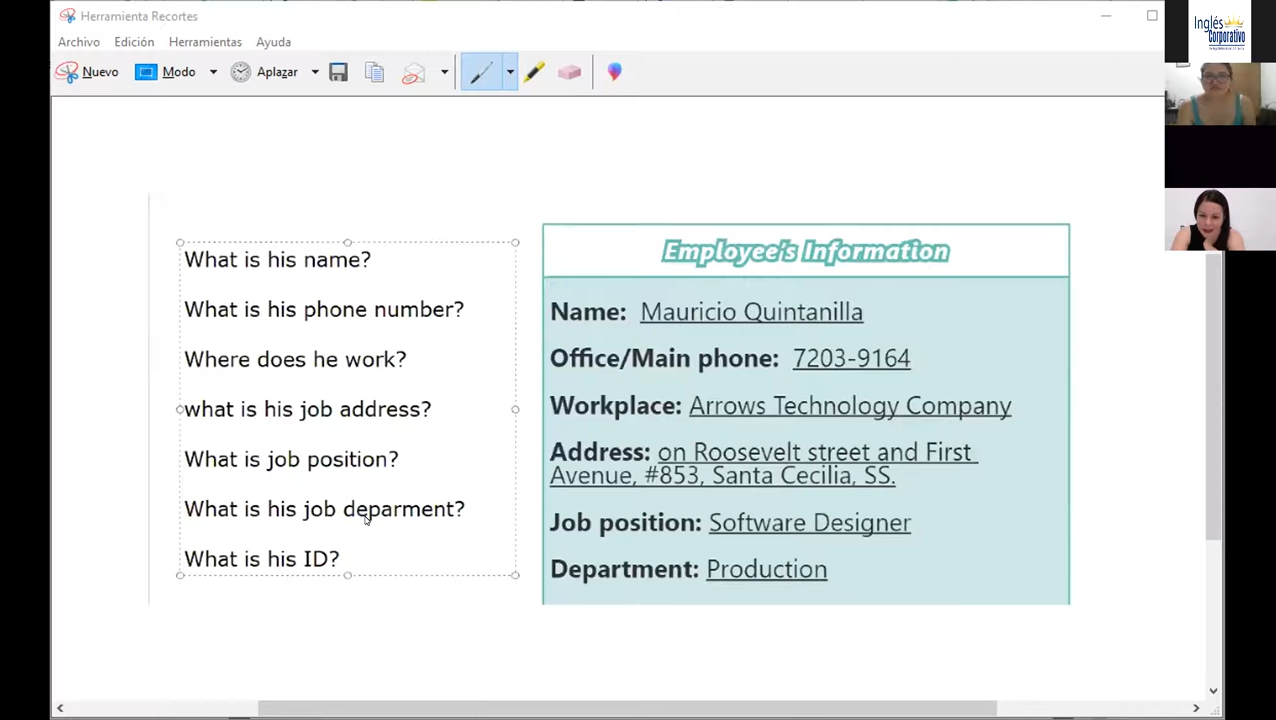 Herramienta Recortes
Archivo Edición Herramientas Ayuda
Nuevo Modo Aplazar
Inglés
Corporativo
What is his name?
What is his phone number?
Where does he work?
what is his job address?
What is job position?
What is his job deparment?
What is his ID?
Employee's Information
Name: Mauricio Quintanilla
Office/Main phone: 7203-9164
Workplace: Arrows Technology Company
Address: on Roosevelt street and First
Avenue, #853, Santa Cecilia, SS.
Job position: Software Designer
Department: Production